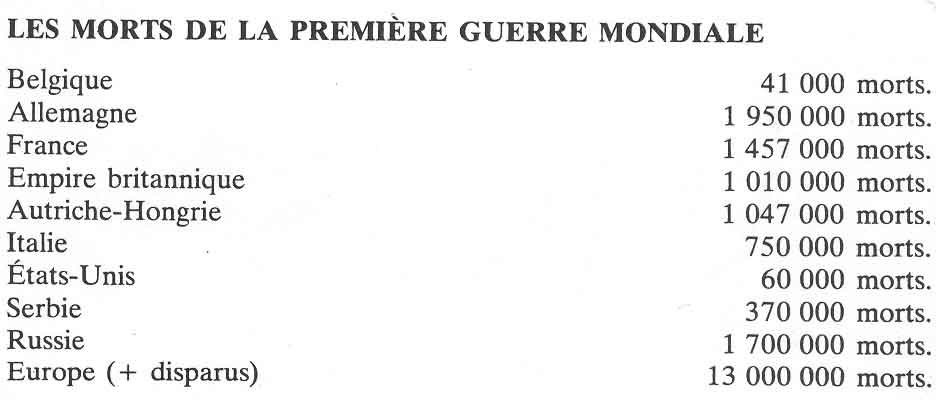 LES MORTS DE LA PREMIÈRE GUERRE MONDIALE
Belgique 41 000 morts.
Allemagne 1 950 000 morts.
France 1 457 000 morts.
Empire britannique 1 010 000 morts.
Autriche-Hongrie 1 047 000 morts.
Italie 750 000 morts.
États-Unis 60 000 morts.
Serbie 370 000 morts.
Russie 1 700 000 morts.
Europe (+ disparus) 13 000 000 morts.